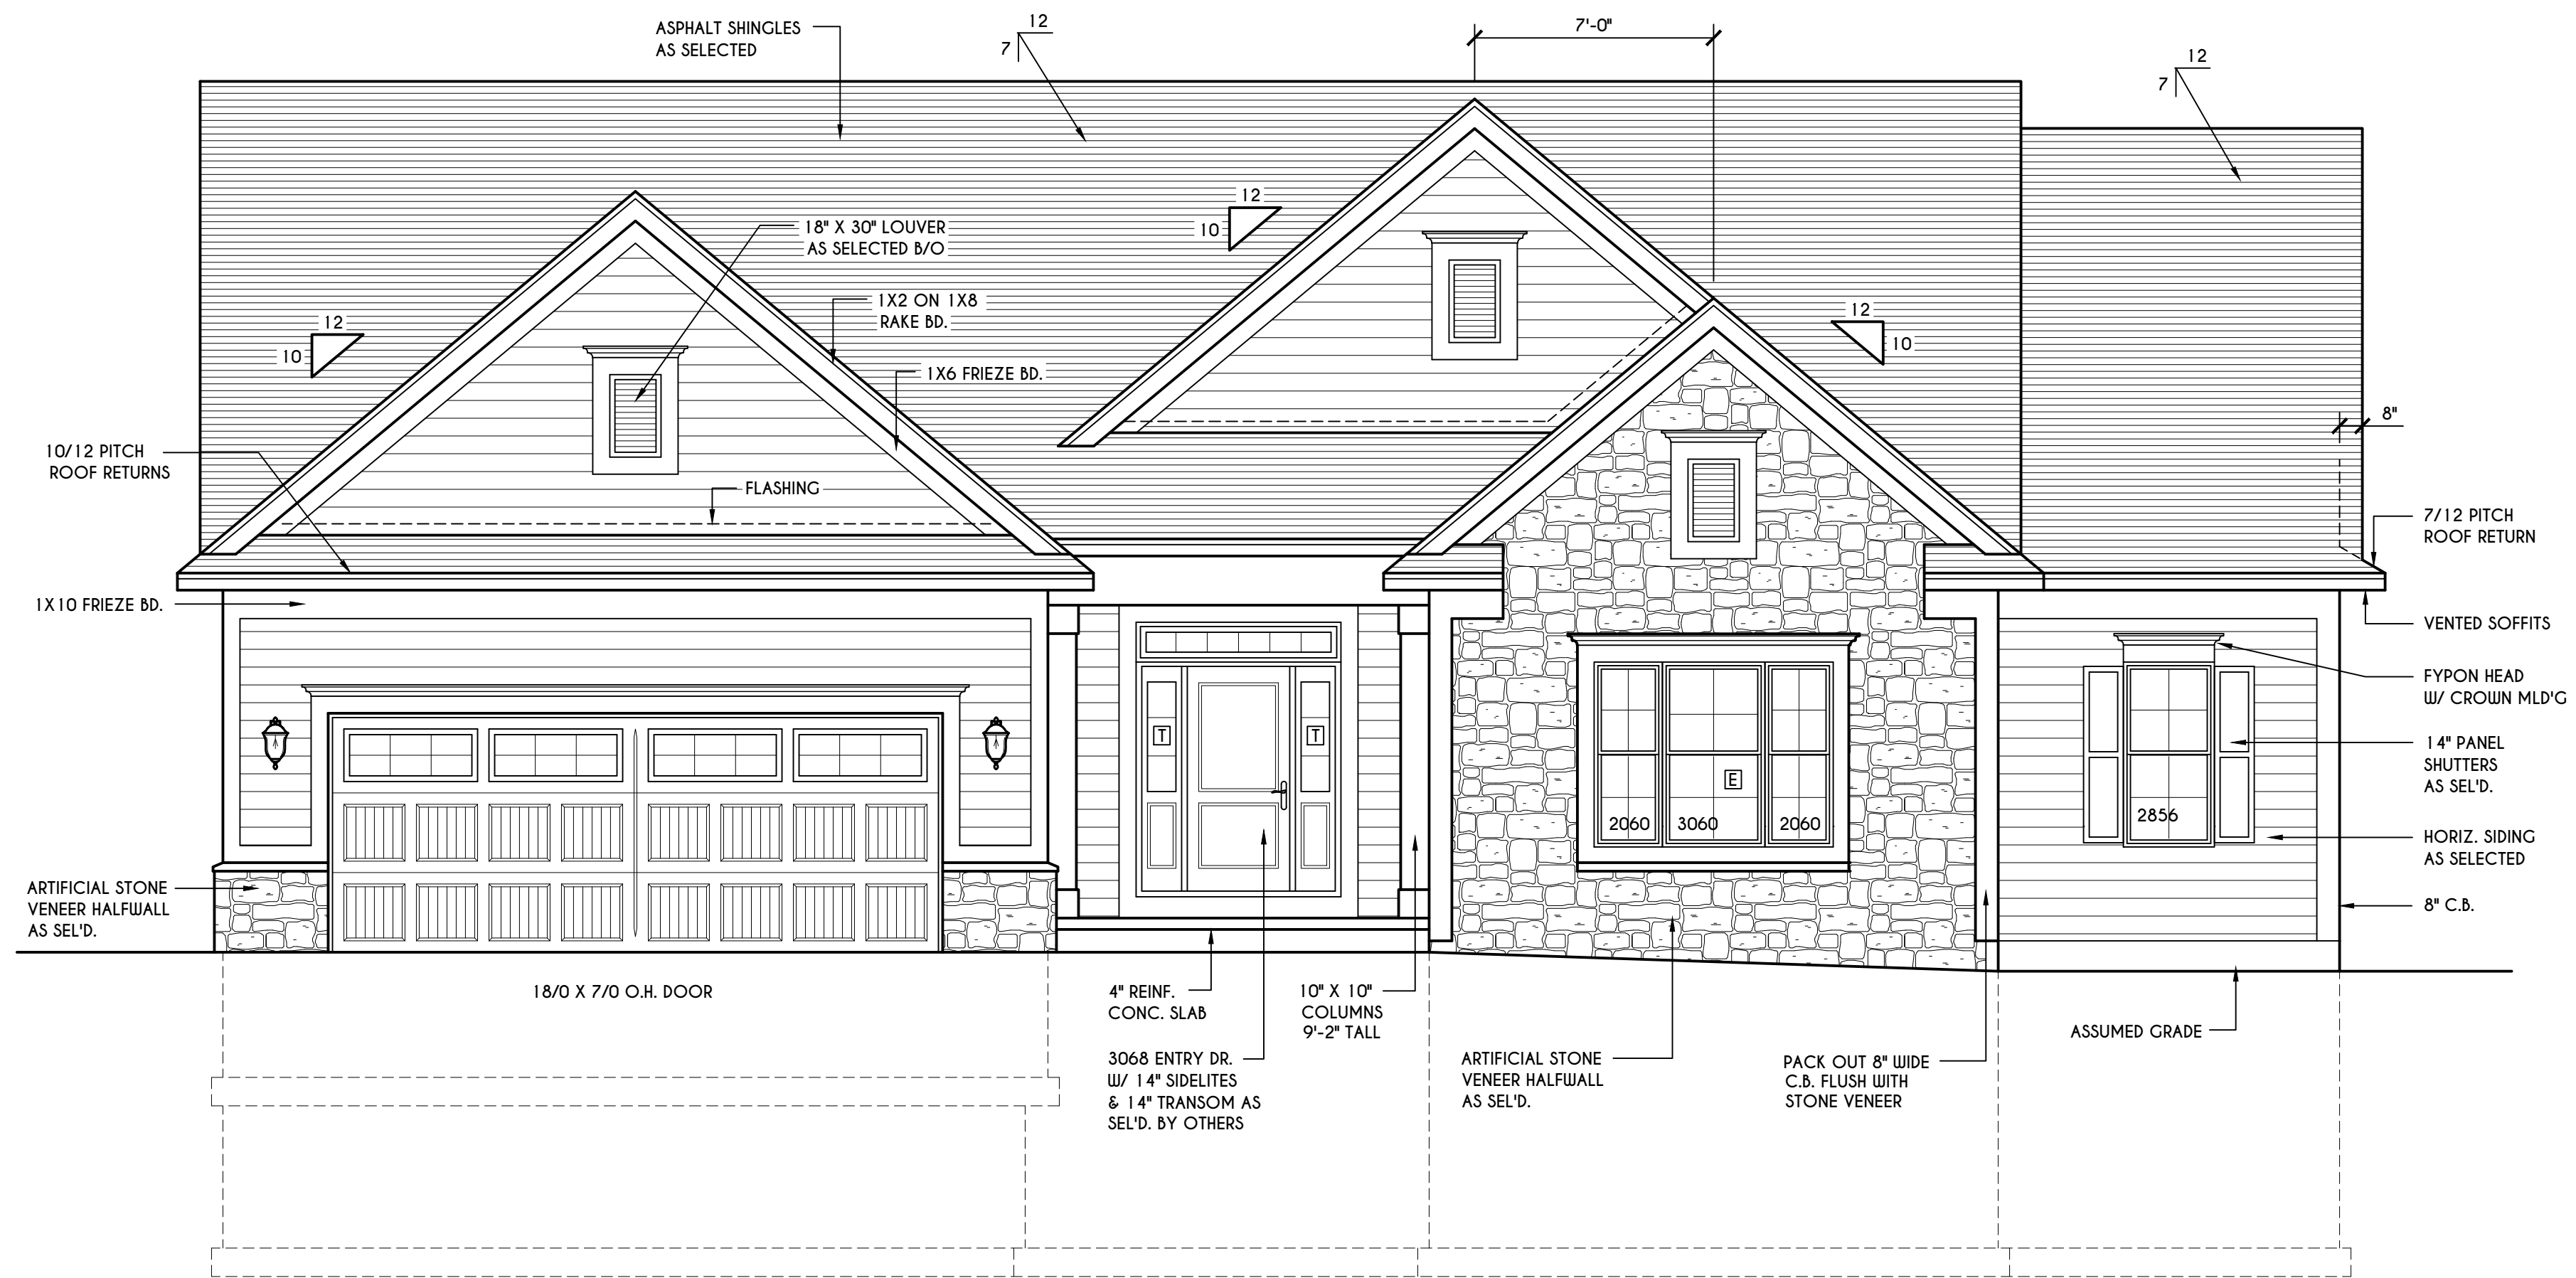 ASPHALT SHINGLES
AS SELECTED
12
7
7'-0"
12
7
12
10
18" X 30" LOUVER
AS SELECTED B/O
1X2 ON 1X8
RAKE BD.
12
10
12
10
1X6 FRIEZE BD.
8"
10/12 PITCH
ROOF RETURNS
FLASHING
7/12 PITCH
ROOF RETURN
1X10 FRIEZE BD.
VENTED SOFFITS
FYPON HEAD
W/ CROWN MLD'G
T
T
14" PANEL
SHUTTERS
AS SEL'D.
E
2060
3060
2060
2856
HORIZ. SIDING
AS SELECTED
ARTIFICIAL STONE
VENEER HALFWALL
AS SEL'D.
8" C.B.
18/0 X 7/0 O.H. DOOR
4" REINF.
CONC. SLAB
10" X 10"
COLUMNS
9'-2" TALL
ASSUMED GRADE
3068 ENTRY DR.
W/ 14" SIDELITES
& 14" TRANSOM AS
SEL'D. BY OTHERS
ARTIFICIAL STONE
VENEER HALFWALL
AS SEL'D.
PACK OUT 8" WIDE
C.B. FLUSH WITH
STONE VENEER